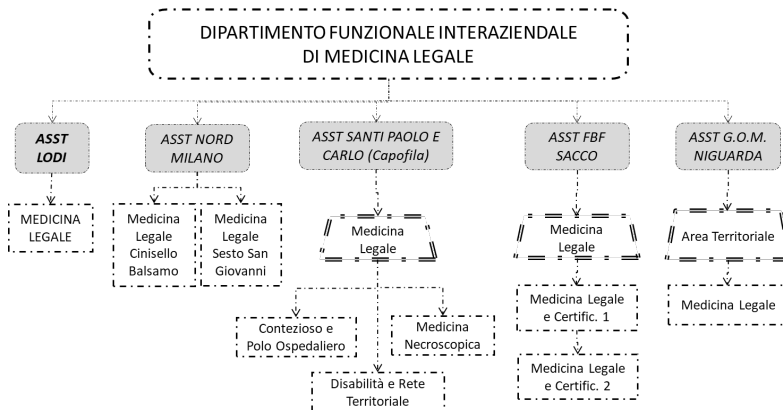 DIPARTIMENTO FUNZIONALE INTERAZIENDALE
DI MEDICINA LEGALE
ASST
LODI
ASST NORD
MILANO
ASST SANTI PAOLO E
CARLO (Capofila)
ASST FBF
SACCO
ASST G.O.M.
NIGUARDA
MEDICINA
LEGALE
Medicina
Legale
Cinisello
Balsamo
Medicina
Legale
Sesto San
Giovanni
Medicina
Legale
Medicina
Legale
Area Territoriale
Contezioso e
Polo Ospedaliero
Medicina
Necroscopica
Disabilità e Rete
Territoriale
Medicina Legale
e Certific. 1
Medicina Legale
e Certific. 2
Medicina Legale